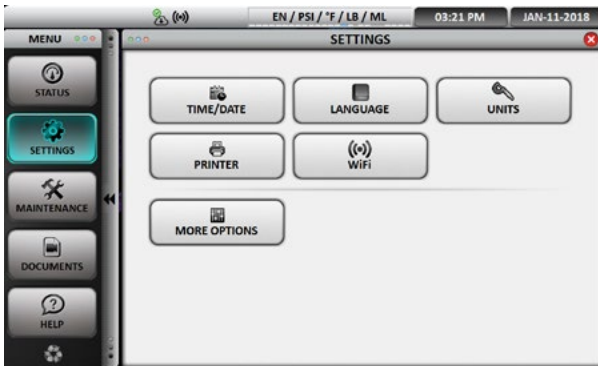 EN / PSI / °F / LB / ML
03:21 PM
JAN-11-2018
MENU
SETTINGS
STATUS
SETTINGS
MAINTENANCE
DOCUMENTS
HELP
TIME/DATE
LANGUAGE
UNITS
PRINTER
WiFi
MORE OPTIONS